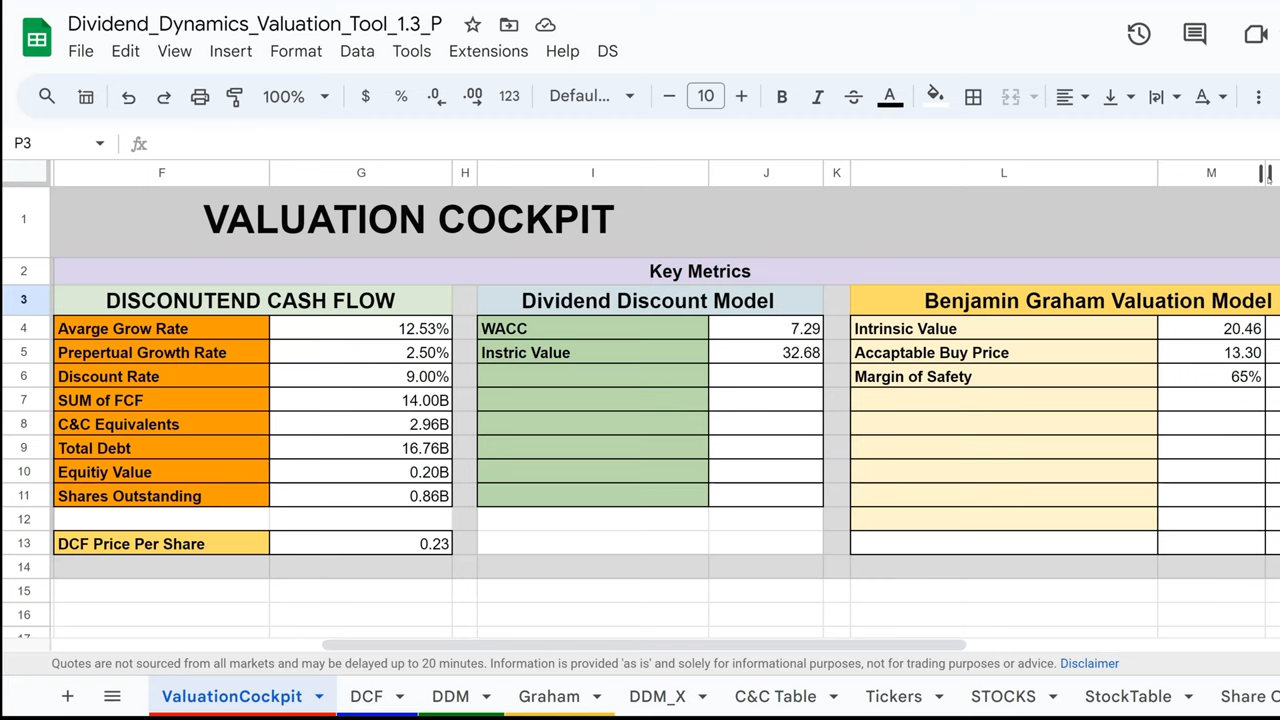 Dividend_Dynamics_Valuation_Tool_1.3_P
File Edit View Insert Format Data Tools Extensions Help DS
100% $ % .0 .00 123 Defaul... 10 B I A
P3 fx
F G H I J K L M
1 VALUATION COCKPIT
2 Key Metrics
3 DISCONUTEND CASH FLOW Dividend Discount Model Benjamin Graham Valuation Model
4 Avarge Grow Rate 12.53% WACC 7.29 Intrinsic Value 20.46
5 Prepertual Growth Rate 2.50% Instric Value 32.68 Accaptable Buy Price 13.30
6 Discount Rate 9.00% Margin of Safety 65%
7 SUM of FCF 14.00B
8 C&C Equivalents 2.96B
9 Total Debt 16.76B
10 Equitiy Value 0.20B
11 Shares Outstanding 0.86B
12
13 DCF Price Per Share 0.23
14
15
16
17
Quotes are not sourced from all markets and may be delayed up to 20 minutes. Information is provided 'as is' and solely for informational purposes, not for trading purposes or advice. Disclaimer
ValuationCockpit DCF DDM Graham DDM_X C&C Table Tickers STOCKS StockTable Share C